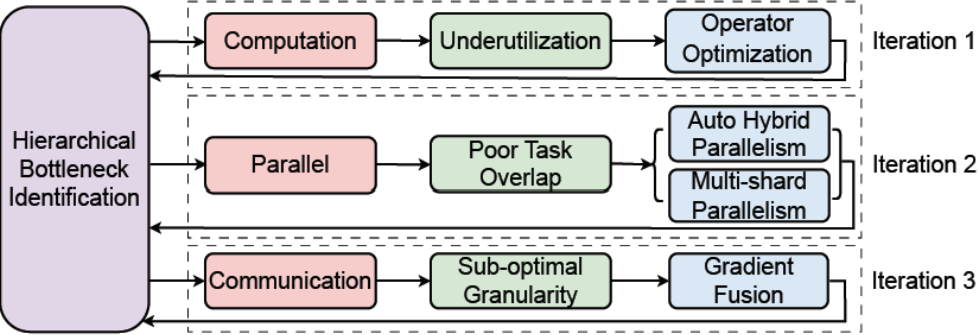 Hierarchical
Bottleneck
Identification
Computation
Underutilization
Operator
Optimization
Iteration 1
Parallel
Poor Task
Overlap
Auto Hybrid
Parallelism
Multi-shard
Parallelism
Iteration 2
Communication
Sub-optimal
Granularity
Gradient
Fusion
Iteration 3